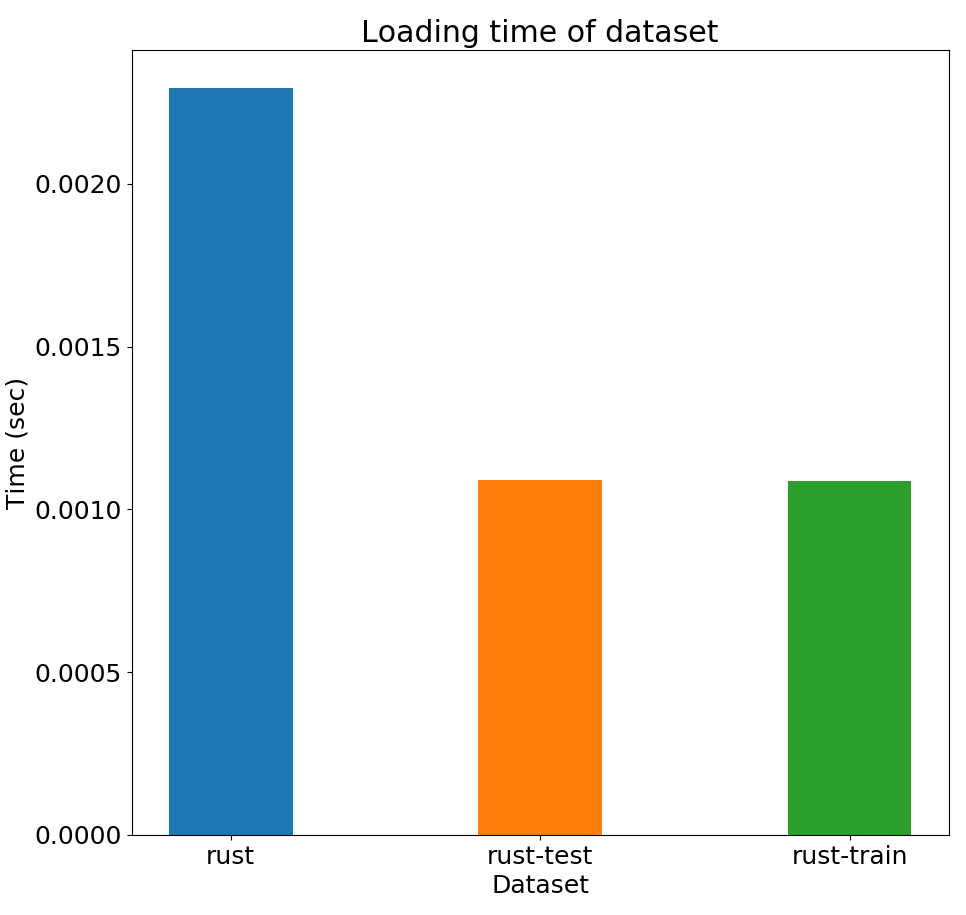 Loading time of dataset
Time (sec)
0.0020
0.0015
0.0010
0.0005
0.0000
rust rust-test rust-train
Dataset